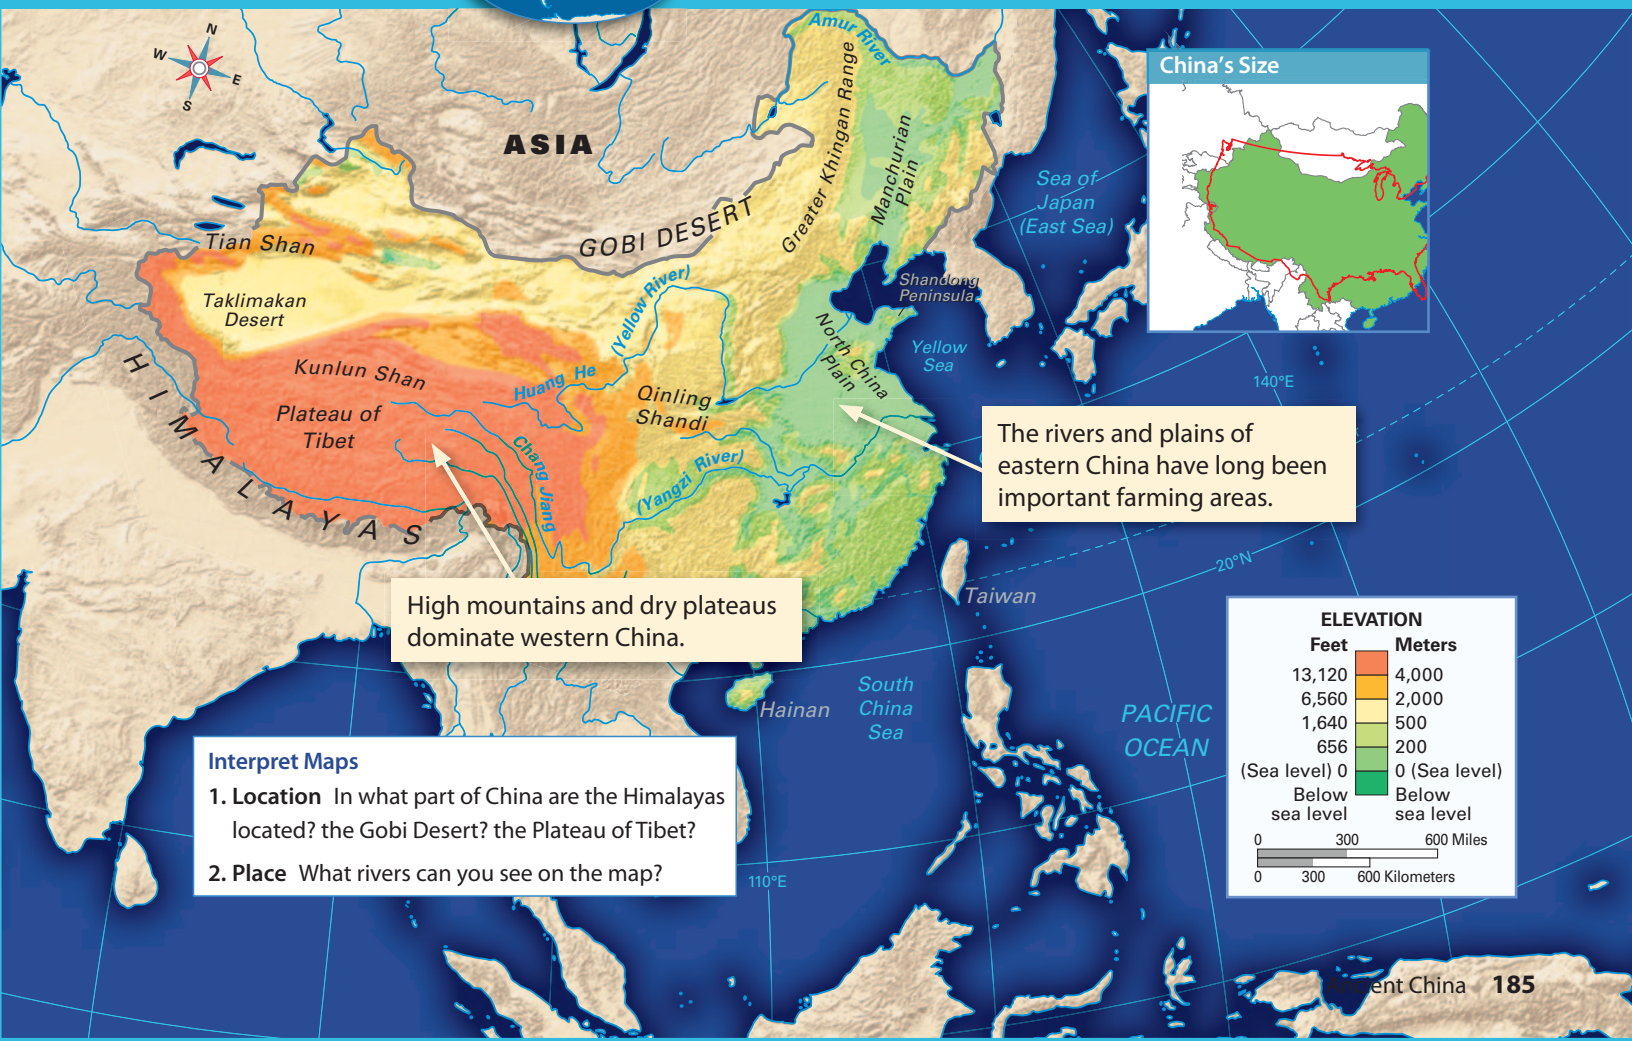 N
W
E
S
ASIA
Amur River
Greater Khingan Range
Manchurian
Plain
GOBI DESERT
Tian Shan
Taklimakan
Desert
Kunlun Shan
Plateau of
Tibet
HIMALAYAS
Huang He
(Yellow River)
Qinling
Shandi
Chang Jiang
(Yangzi River)
North China
Plain
Shandong
Peninsula
Yellow
Sea
Sea of
Japan
(East Sea)
China's Size
140°E
The rivers and plains of
eastern China have long been
important farming areas.
20°N
High mountains and dry plateaus
dominate western China.
Taiwan
Hainan
South
China
Sea
PACIFIC
OCEAN
110°E
Interpret Maps
1. Location In what part of China are the Himalayas
located? the Gobi Desert? the Plateau of Tibet?
2. Place What rivers can you see on the map?
ELEVATION
Feet Meters
13,120 4,000
6,560 2,000
1,640 500
656 200
(Sea level) 0 0 (Sea level)
Below Below
sea level sea level
0 300 600 Miles
0 300 600 Kilometers
Ancient China 185